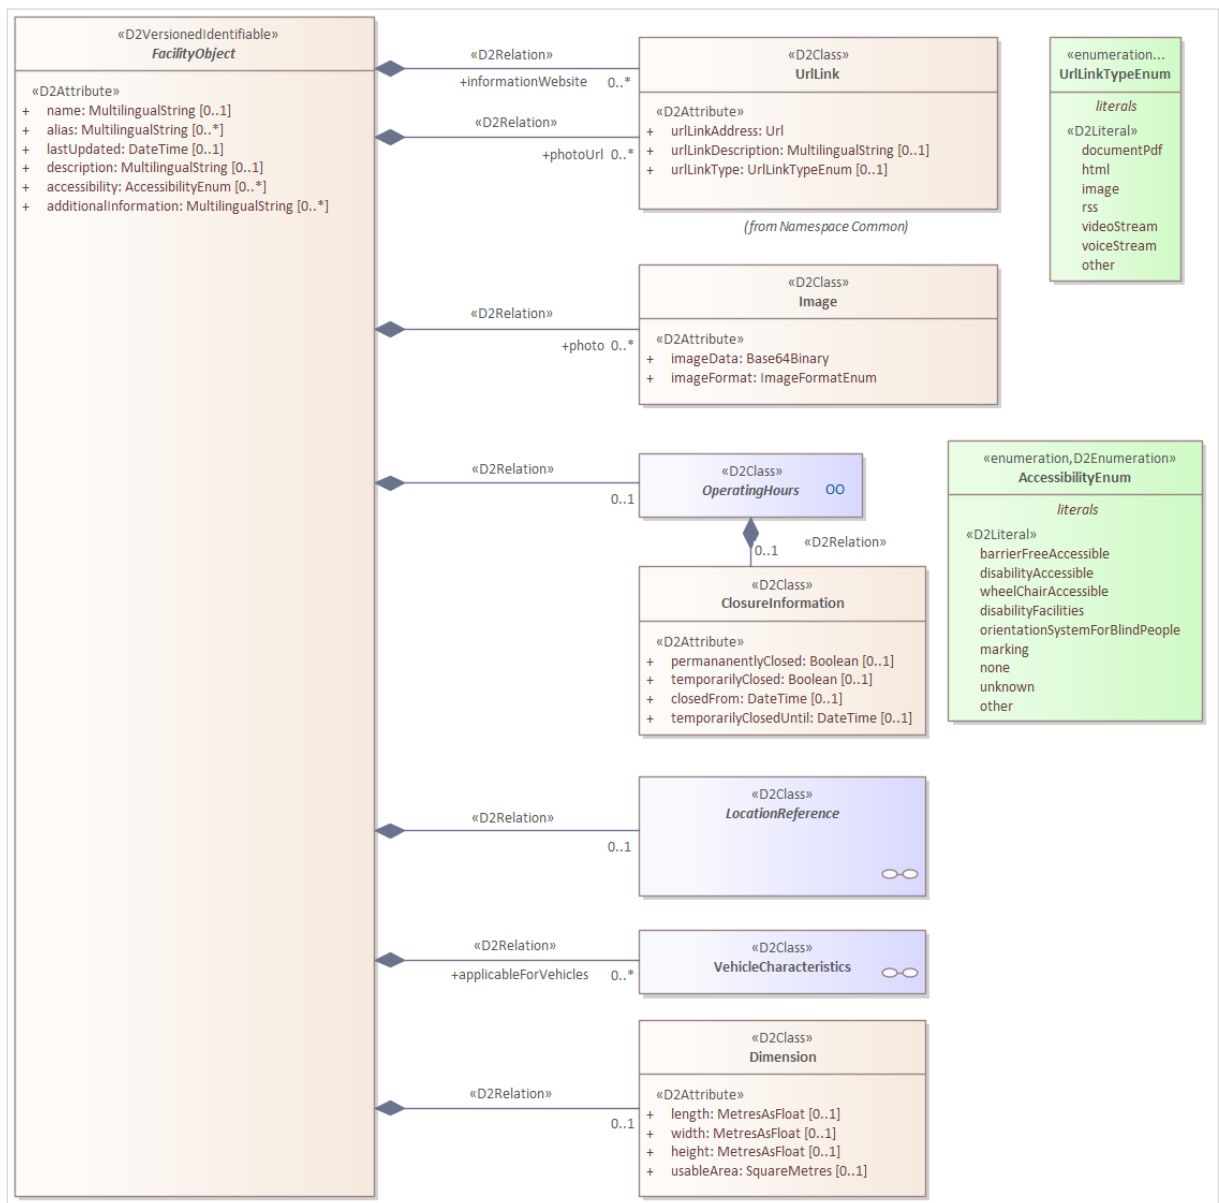 «D2VersionedIdentifiable»
FacilityObject
«D2Attribute»
+ name: MultilingualString [0..1]
+ alias: MultilingualString [0..*]
+ lastUpdated: DateTime [0..1]
+ description: MultilingualString [0..1]
+ accessibility: AccessibilityEnum [0..*]
+ additionalInformation: MultilingualString [0..*]
«D2Relation»
+informationWebsite 0..*
«D2Relation»
+photoUrl 0..*
«D2Class»
UrlLink
«D2Attribute»
+ urlLinkAddress: Url
+ urlLinkDescription: MultilingualString [0..1]
+ urlLinkType: UrlLinkTypeEnum [0..1]
(from Namespace Common)
«enumeration...
UrlLinkTypeEnum
literals
«D2Literal»
documentPdf
html
image
rss
videoStream
voiceStream
other
«D2Relation»
+photo 0..*
«D2Class»
Image
«D2Attribute»
+ imageData: Base64Binary
+ imageFormat: ImageFormatEnum
«D2Relation»
0..1
«D2Class»
OperatingHours
0..1
«D2Relation»
«D2Class»
ClosureInformation
«D2Attribute»
+ permananentlyClosed: Boolean [0..1]
+ temporarilyClosed: Boolean [0..1]
+ closedFrom: DateTime [0..1]
+ temporarilyClosedUntil: DateTime [0..1]
«enumeration,D2Enumeration»
AccessibilityEnum
literals
«D2Literal»
barrierFreeAccessible
disabilityAccessible
wheelChairAccessible
disabilityFacilities
orientationSystemForBlindPeople
marking
none
unknown
other
«D2Relation»
0..1
«D2Class»
LocationReference
«D2Relation»
+applicableForVehicles 0..*
«D2Class»
VehicleCharacteristics
«D2Relation»
0..1
«D2Class»
Dimension
«D2Attribute»
+ length: MetresAsFloat [0..1]
+ width: MetresAsFloat [0..1]
+ height: MetresAsFloat [0..1]
+ usableArea: SquareMetres [0..1]